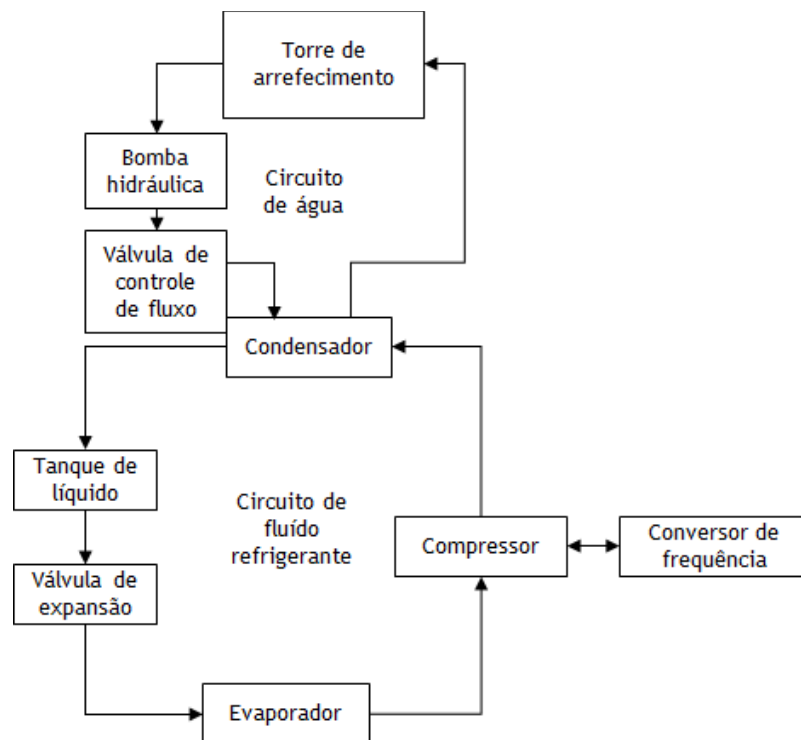 Torre de
arrefecimento
Bomba
hidráulica
Circuito
de água
Válvula de
controle
de fluxo
Condensador
Tanque de
líquido
Circuito de
fluído
refrigerante
Compressor
Conversor de
frequência
Válvula de
expansão
Evaporador